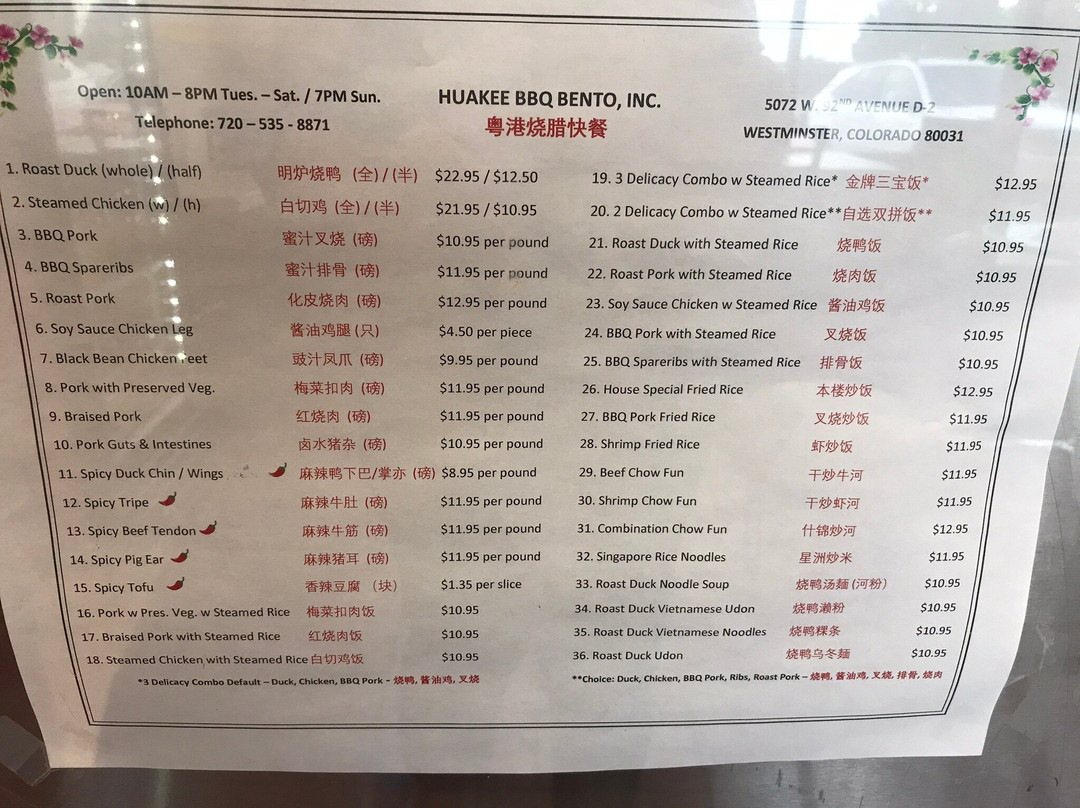 Open: 10AM – 8PM Tues. – Sat. / 7PM Sun.
Telephone: 720 – 535 - 8871
HUAKEE BBQ BENTO, INC.
粤港烧腊快餐
5072 W. 92ND AVENUE D-2
WESTMINSTER, COLORADO 80031
1. Roast Duck (whole) / (half) 明炉烧鸭 (全) / (半) $22.95 / $12.50
2. Steamed Chicken (w) / (h) 白切鸡 (全) / (半) $21.95 / $10.95
3. BBQ Pork 蜜汁叉烧 (磅) $10.95 per pound
4. BBQ Spareribs 蜜汁排骨 (磅) $11.95 per pound
5. Roast Pork 化皮烧肉 (磅) $12.95 per pound
6. Soy Sauce Chicken Leg 酱油鸡腿 (只) $4.50 per piece
7. Black Bean Chicken Feet 豉汁凤爪 (磅) $9.95 per pound
8. Pork with Preserved Veg. 梅菜扣肉 (磅) $11.95 per pound
9. Braised Pork 红烧肉 (磅) $11.95 per pound
10. Pork Guts & Intestines 卤水猪杂 (磅) $10.95 per pound
11. Spicy Duck Chin / Wings 麻辣鸭下巴/掌亦 (磅) $8.95 per pound
12. Spicy Tripe 麻辣牛肚 (磅) $11.95 per pound
13. Spicy Beef Tendon 麻辣牛筋 (磅) $11.95 per pound
14. Spicy Pig Ear 麻辣猪耳 (磅) $11.95 per pound
15. Spicy Tofu 香辣豆腐 (块) $1.35 per slice
16. Pork w Pres. Veg. w Steamed Rice 梅菜扣肉饭 $10.95
17. Braised Pork with Steamed Rice 红烧肉饭 $10.95
18. Steamed Chicken with Steamed Rice 白切鸡饭 $10.95
*3 Delicacy Combo Default – Duck, Chicken, BBQ Pork - 烧鸭, 酱油鸡, 叉烧
19. 3 Delicacy Combo w Steamed Rice* 金牌三宝饭* $12.95
20. 2 Delicacy Combo w Steamed Rice** 自选双拼饭** $11.95
21. Roast Duck with Steamed Rice 烧鸭饭 $10.95
22. Roast Pork with Steamed Rice 烧肉饭 $10.95
23. Soy Sauce Chicken w Steamed Rice 酱油鸡饭 $10.95
24. BBQ Pork with Steamed Rice 叉烧饭 $10.95
25. BBQ Spareribs with Steamed Rice 排骨饭 $10.95
26. House Special Fried Rice 本楼炒饭 $12.95
27. BBQ Pork Fried Rice 叉烧炒饭 $11.95
28. Shrimp Fried Rice 虾炒饭 $11.95
29. Beef Chow Fun 干炒牛河 $11.95
30. Shrimp Chow Fun 干炒虾河 $11.95
31. Combination Chow Fun 什锦炒河 $12.95
32. Singapore Rice Noodles 星洲炒米 $11.95
33. Roast Duck Noodle Soup 烧鸭汤麺 (河粉) $10.95
34. Roast Duck Vietnamese Udon 烧鸭濑粉 $10.95
35. Roast Duck Vietnamese Noodles 烧鸭粿条 $10.95
36. Roast Duck Udon 烧鸭乌冬麺 $10.95
**Choice: Duck, Chicken, BBQ Pork, Ribs, Roast Pork – 烧鸭, 酱油鸡, 叉烧, 排骨, 烧肉